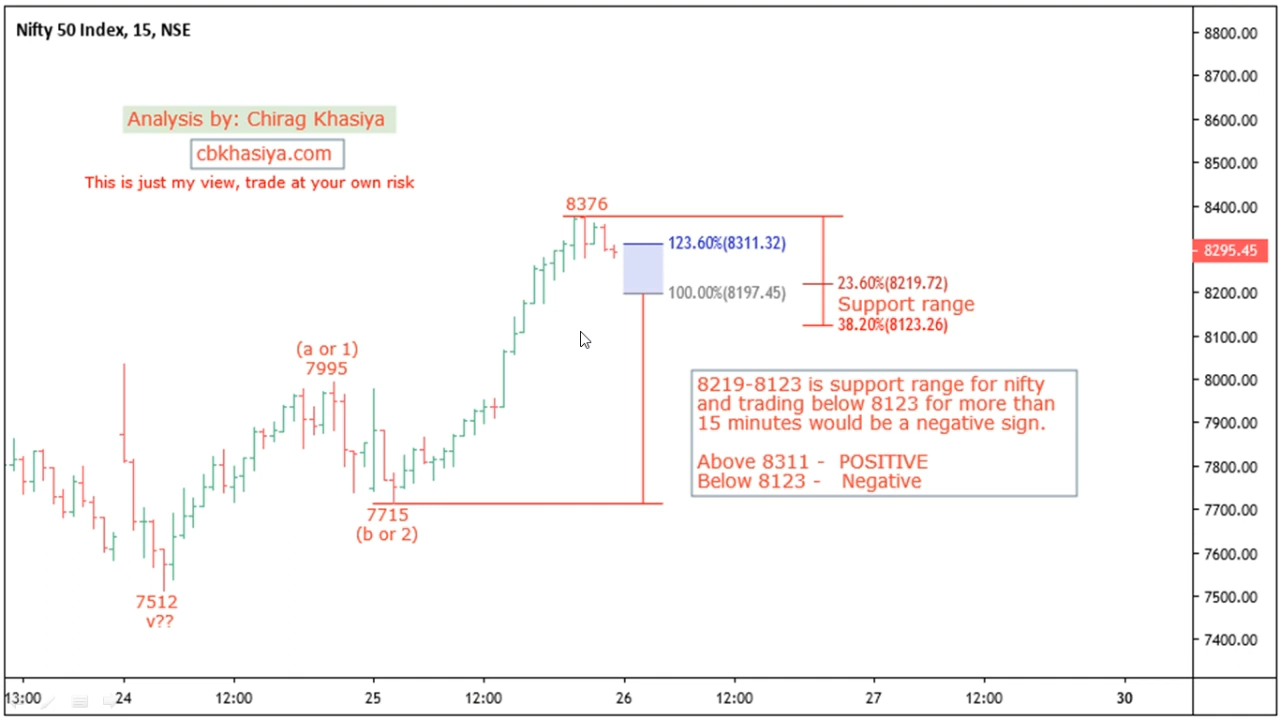 Nifty 50 Index, 15, NSE
Analysis by: Chirag Khasiya
cbkhasiya.com
This is just my view, trade at your own risk
8376
123.60%(8311.32)
100.00%(8197.45)
23.60%(8219.72)
Support range
38.20%(8123.26)
(a or 1)
7995
8219-8123 is support range for nifty
and trading below 8123 for more than
15 minutes would be a negative sign.
Above 8311 - POSITIVE
Below 8123 - Negative
7715
(b or 2)
7512
v??
8800.00
8700.00
8600.00
8500.00
8400.00
8295.45
8200.00
8100.00
8000.00
7900.00
7800.00
7700.00
7600.00
7500.00
7400.00
13:00 24 12:00 25 12:00 26 12:00 27 12:00 30